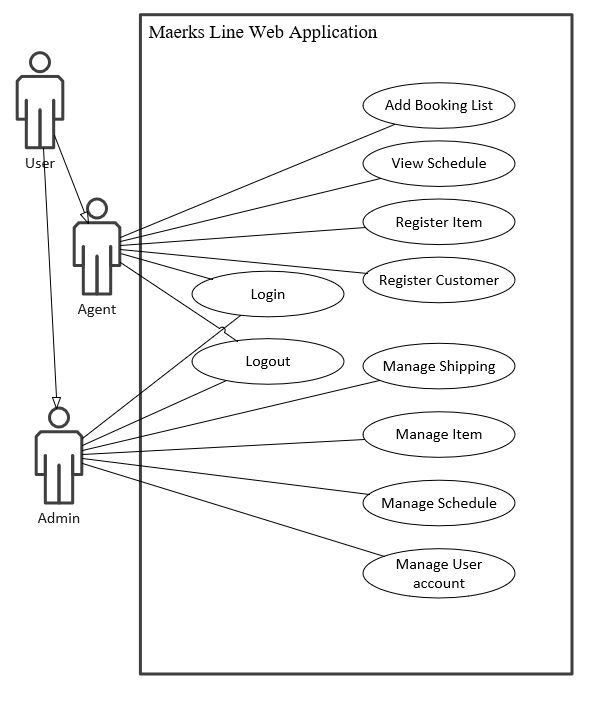 Maerks Line Web Application
User
Agent
Admin
Add Booking List
View Schedule
Register Item
Register Customer
Login
Logout
Manage Shipping
Manage Item
Manage Schedule
Manage User
account